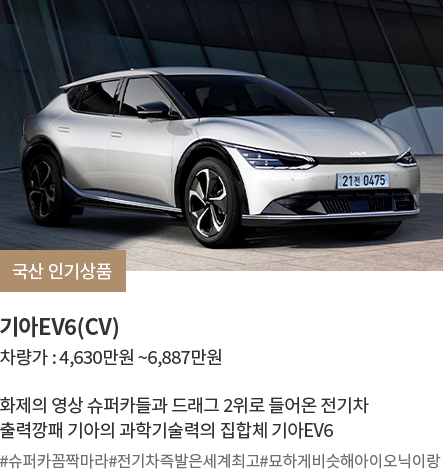 KIA
21전 0475
국산 인기상품
기아EV6(CV)
차량가 : 4,630만원 ~6,887만원
화제의 영상 슈퍼카들과 드래그 2위로 들어온 전기차
출력깡패 기아의 과학기술력의 집합체 기아EV6
#슈퍼카꼼짝마라#전기차즉발은세계최고#묘하게비슷해아이오닉이랑